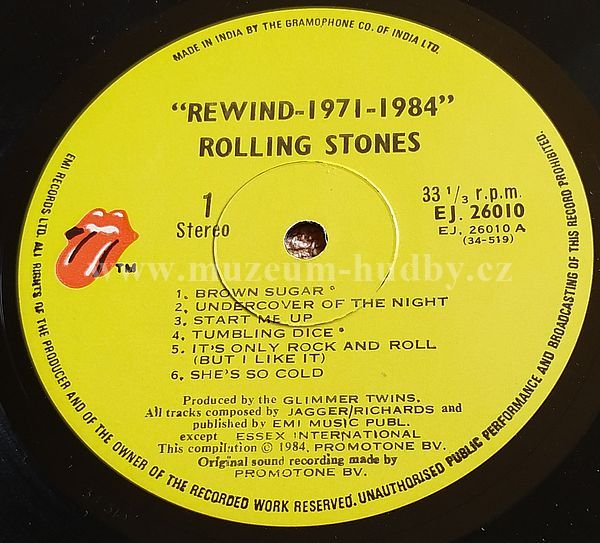 MADE IN INDIA BY THE GRAMOPHONE CO. OF INDIA LTD.
"REWIND-1971-1984"
ROLLING STONES
1
Stereo
33 1/3 r.p.m.
EJ. 26010
EJ. 26010 A
(34-519)
TM
www.muzeum-hudby.cz
1. BROWN SUGAR °
2. UNDERCOVER OF THE NIGHT
3. START ME UP
4. TUMBLING DICE °
5. IT'S ONLY ROCK AND ROLL
(BUT I LIKE IT)
6. SHE'S SO COLD
Produced by the GLIMMER TWINS.
All tracks composed by JAGGER/RICHARDS and
published by EMI MUSIC PUBL.
except ESSEX INTERNATIONAL
This compilation © 1984, PROMOTONE BV.
Original sound recording made by
PROMOTONE BV.
EMI RECORDS LTD. ALL RIGHTS OF THE PRODUCER AND OF THE OWNER OF THE RECORDED WORK RESERVED. UNAUTHORISED PUBLIC PERFORMANCE AND BROADCASTING OF THIS RECORD PROHIBITED.